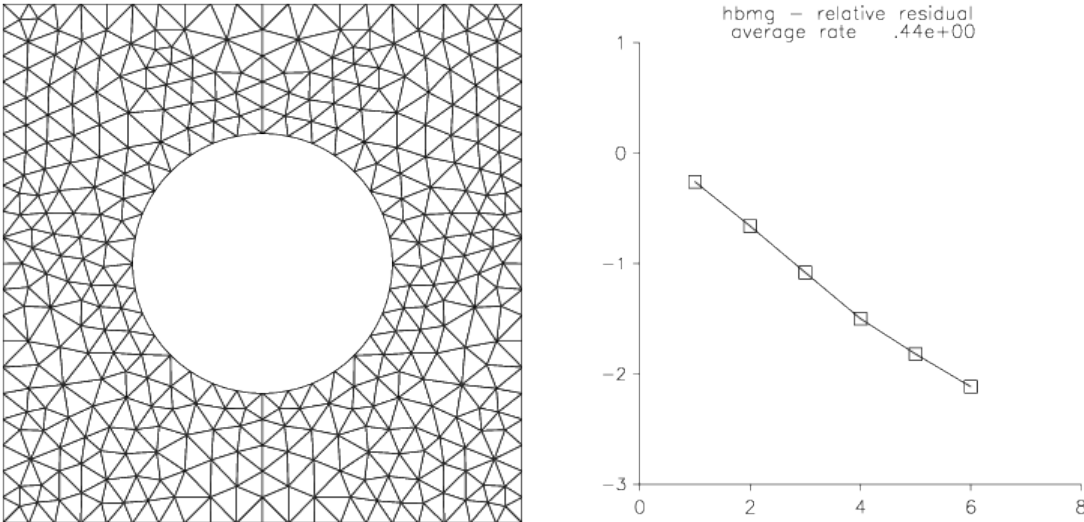 hbmg – relative residual
average rate .44e+00
1
0
−1
−2
−3
0 2 4 6 8